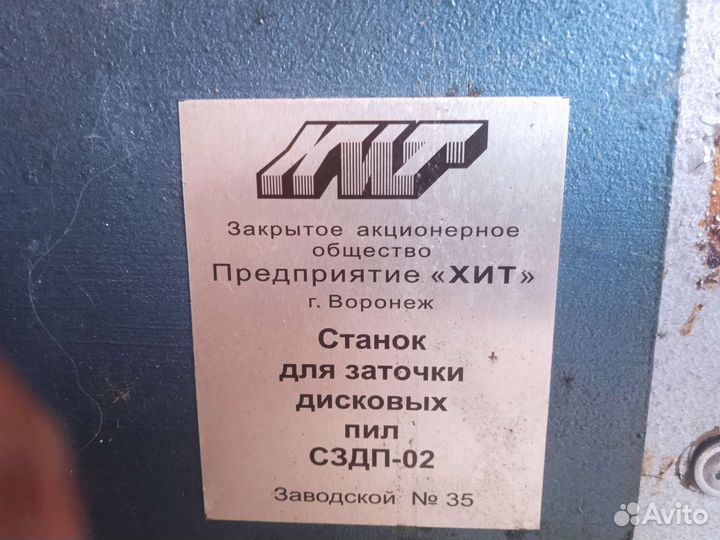 ХИТ
Закрытое акционерное
общество
Предприятие «ХИТ»
г. Воронеж
Станок
для заточки
дисковых
пил
СЗДП-02
Заводской № 35
Avito